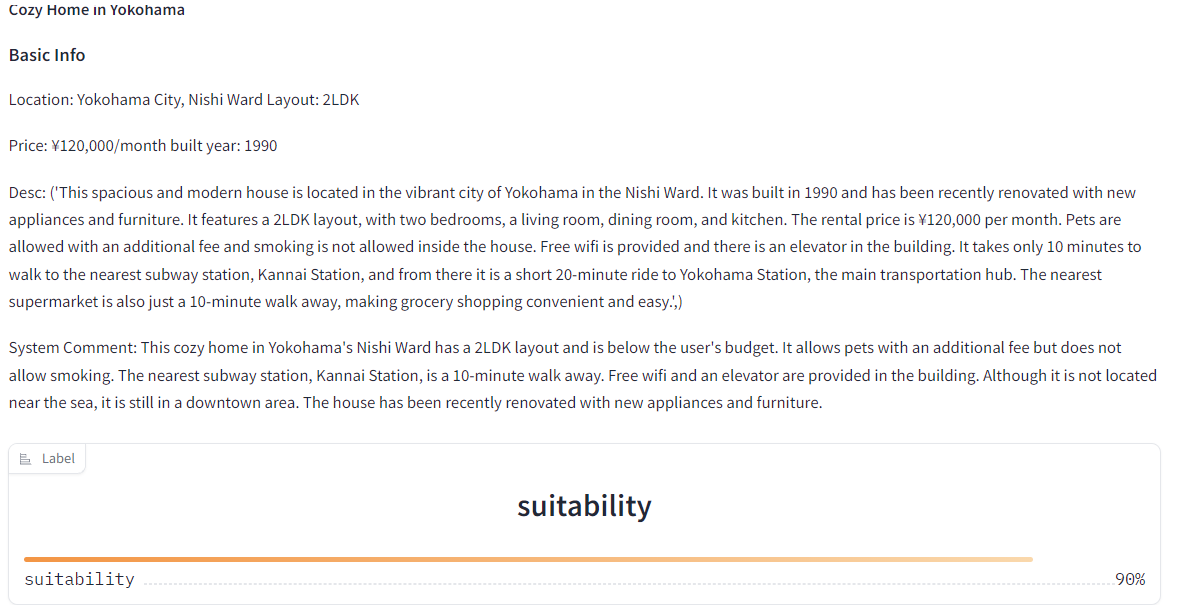 Cozy Home in Yokohama
Basic Info
Location: Yokohama City, Nishi Ward Layout: 2LDK
Price: ¥120,000/month built year: 1990
Desc: ('This spacious and modern house is located in the vibrant city of Yokohama in the Nishi Ward. It was built in 1990 and has been recently renovated with new
appliances and furniture. It features a 2LDK layout, with two bedrooms, a living room, dining room, and kitchen. The rental price is ¥120,000 per month. Pets are
allowed with an additional fee and smoking is not allowed inside the house. Free wifi is provided and there is an elevator in the building. It takes only 10 minutes to
walk to the nearest subway station, Kannai Station, and from there it is a short 20-minute ride to Yokohama Station, the main transportation hub. The nearest
supermarket is also just a 10-minute walk away, making grocery shopping convenient and easy.',)
System Comment: This cozy home in Yokohama's Nishi Ward has a 2LDK layout and is below the user's budget. It allows pets with an additional fee but does not
allow smoking. The nearest subway station, Kannai Station, is a 10-minute walk away. Free wifi and an elevator are provided in the building. Although it is not located
near the sea, it is still in a downtown area. The house has been recently renovated with new appliances and furniture.
Label
suitability
suitability 90%